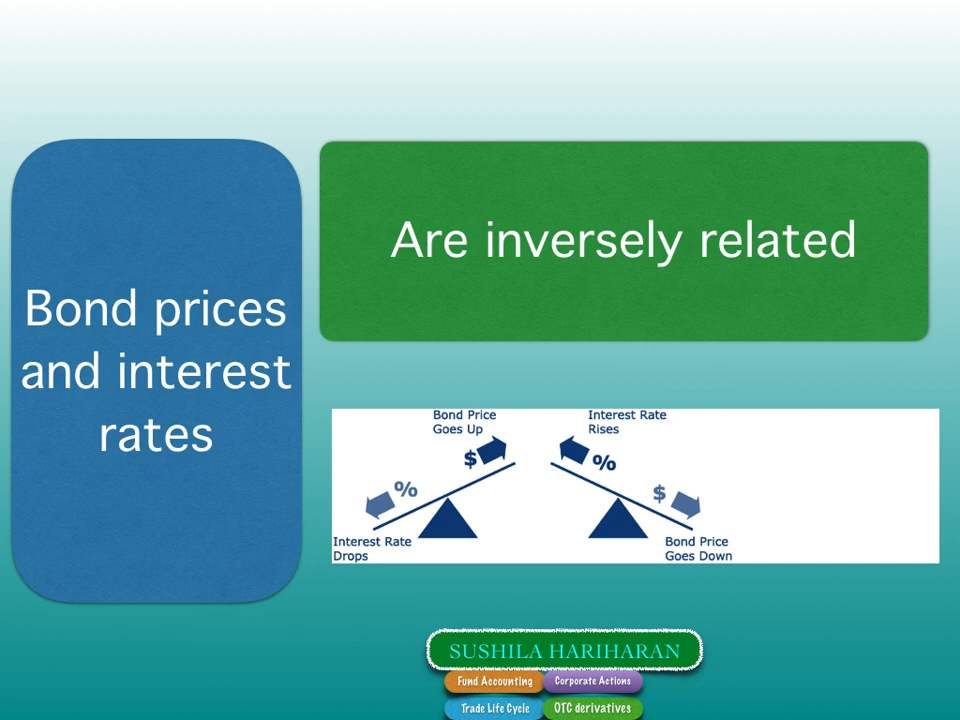 Bond prices
and interest
rates
Are inversely related
Bond Price
Goes Up
$
%
Interest Rate
Drops
Interest Rate
Rises
%
$
Bond Price
Goes Down
SUSHILA HARIHARAN
Fund Accounting
Corporate Actions
Trade Life Cycle
OTC derivatives